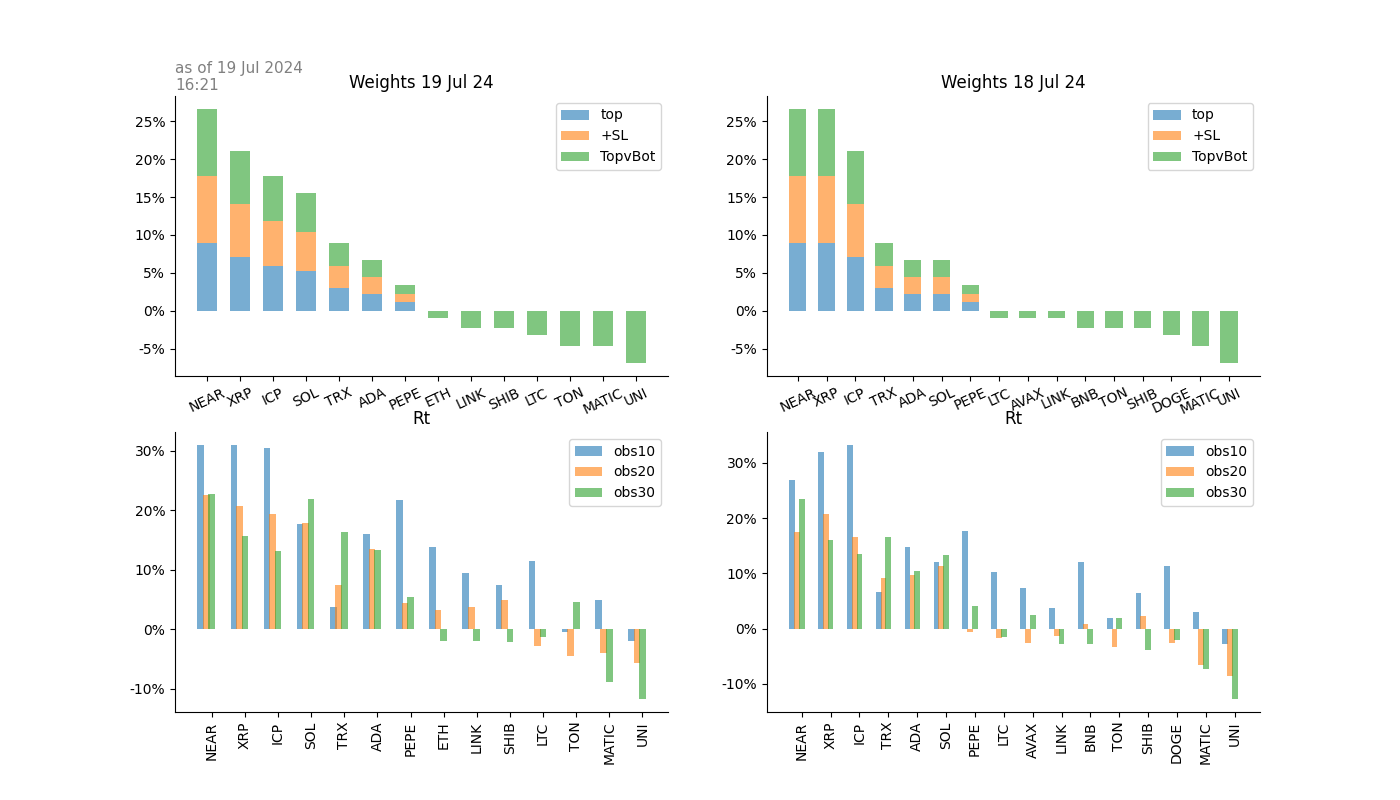 as of 19 Jul 2024
16:21
Weights 19 Jul 24
25%
20%
15%
10%
5%
0%
-5%
top
+SL
TopvBot
NEAR XRP ICP SOL TRX ADA PEPE ETH LINK SHIB LTC TON MATIC UNI
Weights 18 Jul 24
25%
20%
15%
10%
5%
0%
-5%
top
+SL
TopvBot
NEAR XRP ICP TRX ADA SOL PEPE LTC AVAX LINK BNB TON SHIB DOGE MATIC UNI
Rt
30%
20%
10%
0%
-10%
obs10
obs20
obs30
NEAR XRP ICP SOL TRX ADA PEPE ETH LINK SHIB LTC TON MATIC UNI
Rt
30%
20%
10%
0%
-10%
obs10
obs20
obs30
NEAR XRP ICP TRX ADA SOL PEPE LTC AVAX LINK BNB TON SHIB DOGE MATIC UNI